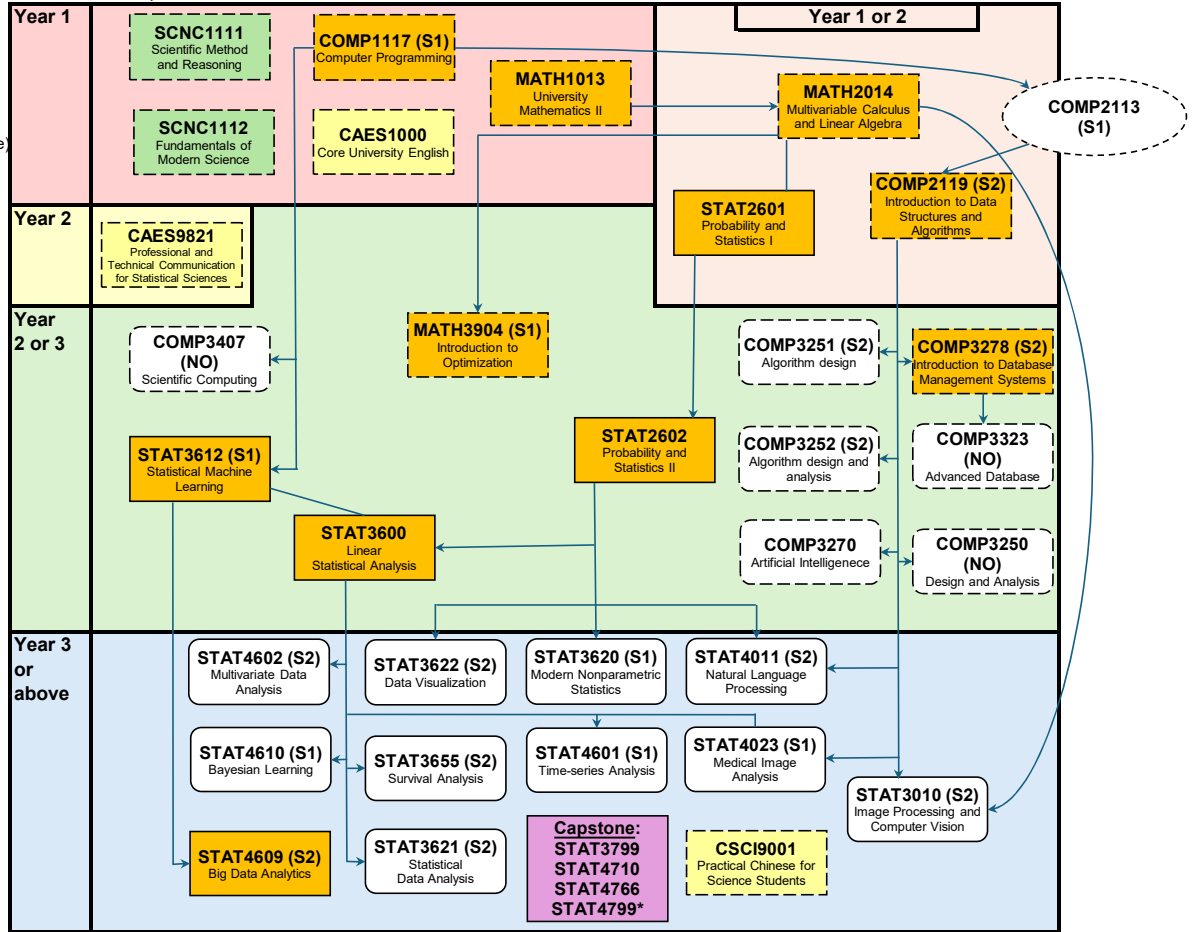 Year 1
Year 1 or 2
SCNC1111
Scientific Method
and Reasoning
COMP1117 (S1)
Computer Programming
MATH1013
University
Mathematics II
MATH2014
Multivariable Calculus
and Linear Algebra
COMP2113
(S1)
e)
SCNC1112
Fundamentals of
Modern Science
CAES1000
Core University English
COMP2119 (S2)
Introduction to Data
Structures and
Algorithms
Year 2
CAES9821
Professional and
Technical Communication
for Statistical Sciences
STAT2601
Probability and
Statistics I
Year
2 or 3
COMP3407
(NO)
Scientific Computing
MATH3904 (S1)
Introduction to
Optimization
COMP3251 (S2)
Algorithm design
COMP3278 (S2)
Introduction to Database
Management Systems
STAT3612 (S1)
Statistical Machine
Learning
STAT2602
Probability and
Statistics II
COMP3252 (S2)
Algorithm design and
analysis
COMP3323
(NO)
Advanced Database
STAT3600
Linear
Statistical Analysis
COMP3270
Artificial Intelligenece
COMP3250
(NO)
Design and Analysis
Year 3
or
above
STAT4602 (S2)
Multivariate Data
Analysis
STAT3622 (S2)
Data Visualization
STAT3620 (S1)
Modern Nonparametric
Statistics
STAT4011 (S2)
Natural Language
Processing
STAT4610 (S1)
Bayesian Learning
STAT3655 (S2)
Survival Analysis
STAT4601 (S1)
Time-series Analysis
STAT4023 (S1)
Medical Image
Analysis
STAT3010 (S2)
Image Processing and
Computer Vision
STAT4609 (S2)
Big Data Analytics
STAT3621 (S2)
Statistical
Data Analysis
Capstone:
STAT3799
STAT4710
STAT4766
STAT4799*
CSCI9001
Practical Chinese for
Science Students